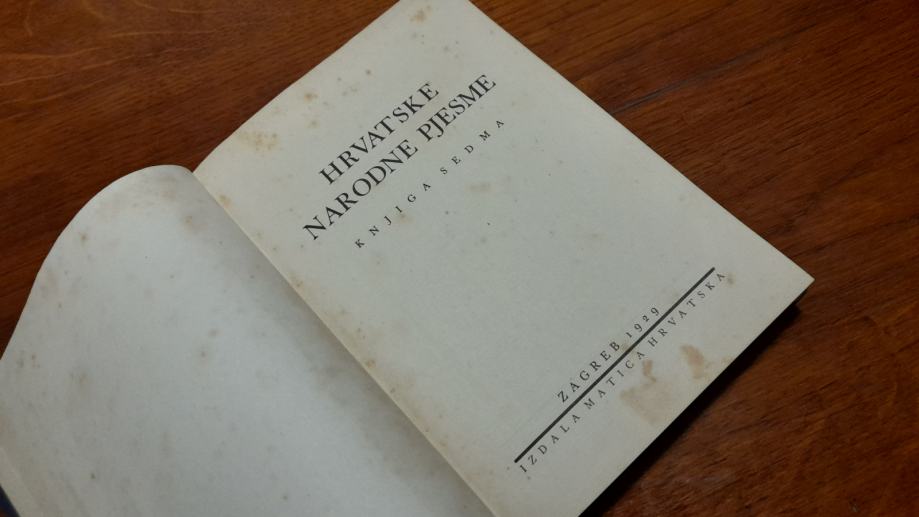 HRVATSKE
NARODNE PJESME
KNJIGA SEDMA
ZAGREB 1929
IZDALA MATICA HRVATSKA